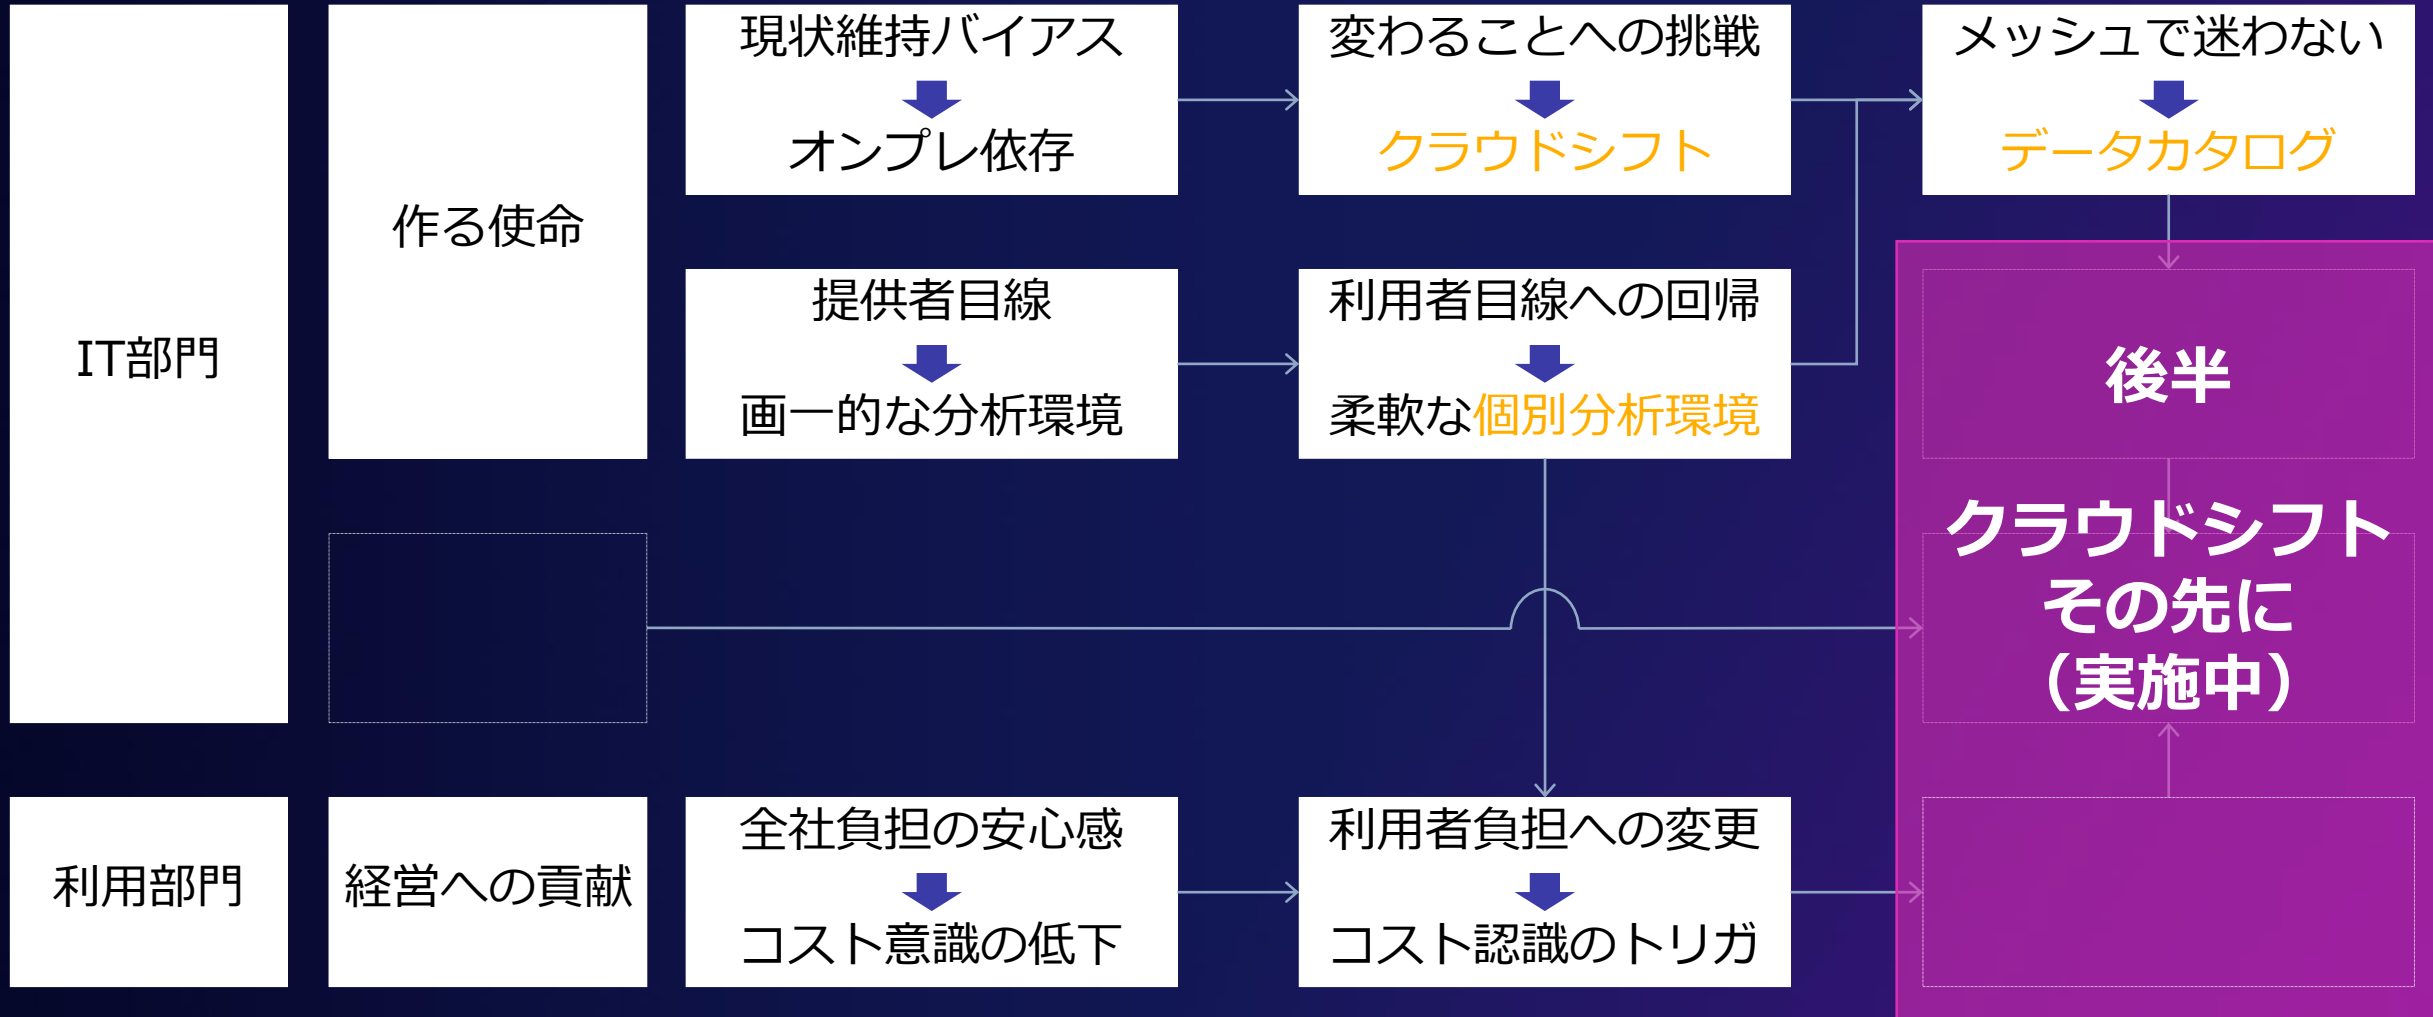 IT部門
作る使命
現状維持バイアス
オンプレ依存
変わることへの挑戦
クラウドシフト
メッシュで迷わない
データカタログ
提供者目線
画一的な分析環境
利用者目線への回帰
柔軟な個別分析環境
後半
クラウドシフト
その先に
（実施中）
利用部門
経営への貢献
全社負担の安心感
コスト意識の低下
利用者負担への変更
コスト認識のトリガ